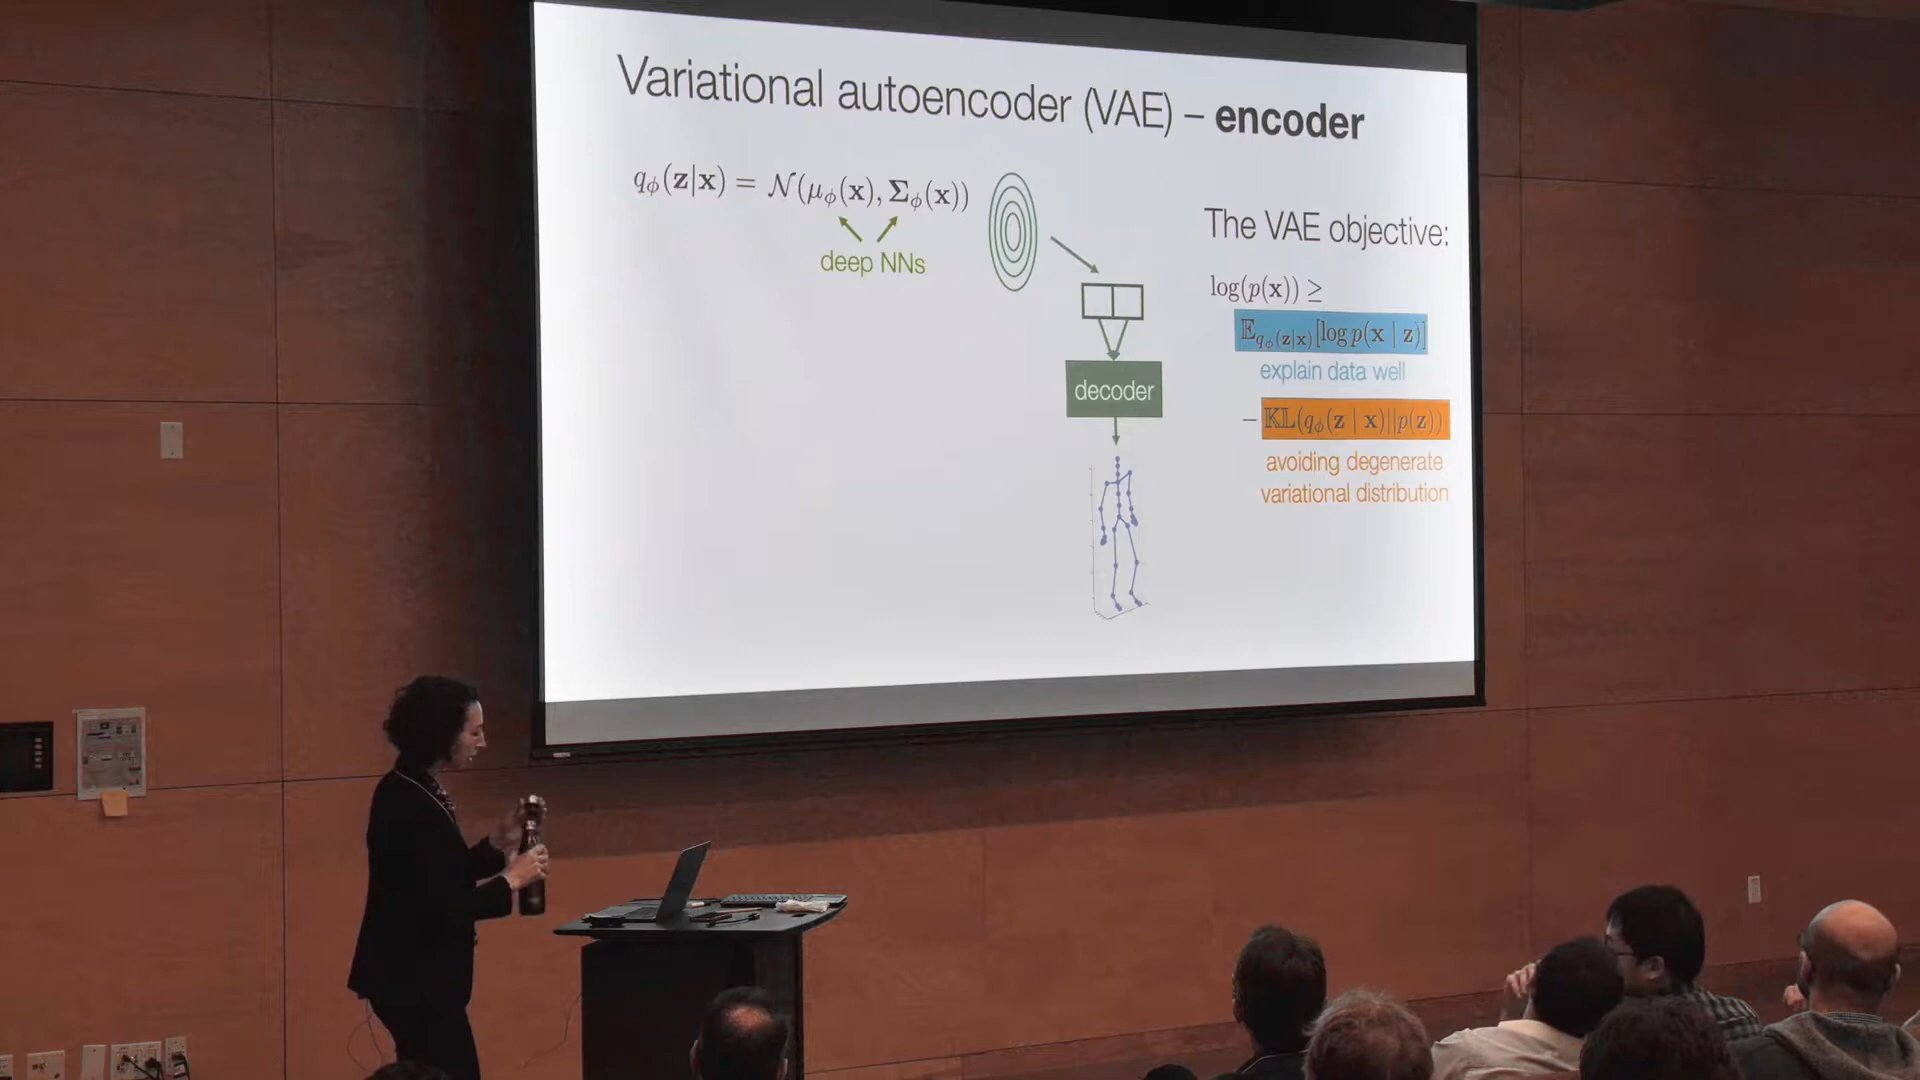 Variational autoencoder (VAE) – encoder
qϕ(z|x) = N(μϕ(x), Σϕ(x))
deep NNs
decoder
The VAE objective:
log(p(x)) ≥
𝔼qϕ(z|x)[log p(x | z)]
explain data well
− 𝕂𝕃(qϕ(z | x)||p(z))
avoiding degenerate
variational distribution